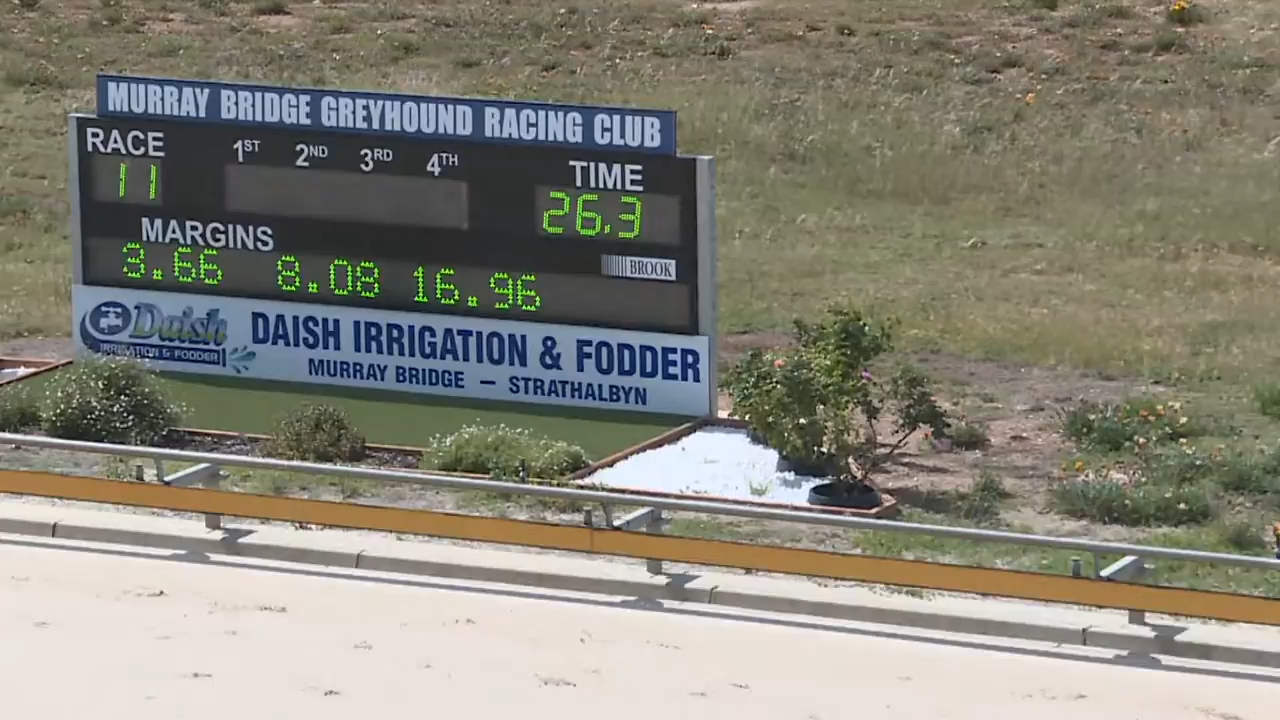 MURRAY BRIDGE GREYHOUND RACING CLUB
RACE 1ST 2ND 3RD 4TH TIME
11 26.3
MARGINS
3.66 8.08 16.96
BROOK
Daish
IRRIGATION & FODDER
DAISH IRRIGATION & FODDER
MURRAY BRIDGE — STRATHALBYN